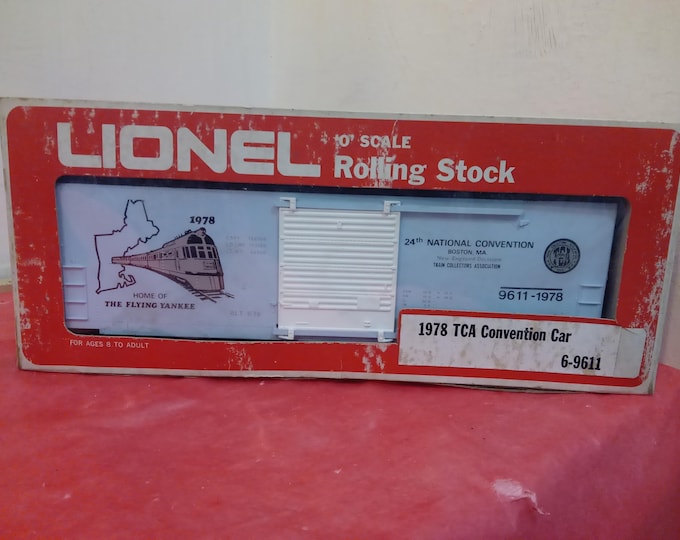 LIONEL
"O" SCALE
Rolling Stock
1978
HOME OF
THE FLYING YANKEE
24th NATIONAL CONVENTION
BOSTON, MA
New England Division
TRAIN COLLECTORS ASSOCIATION
9611-1978
FOR AGES 8 TO ADULT
1978 TCA Convention Car
6-9611